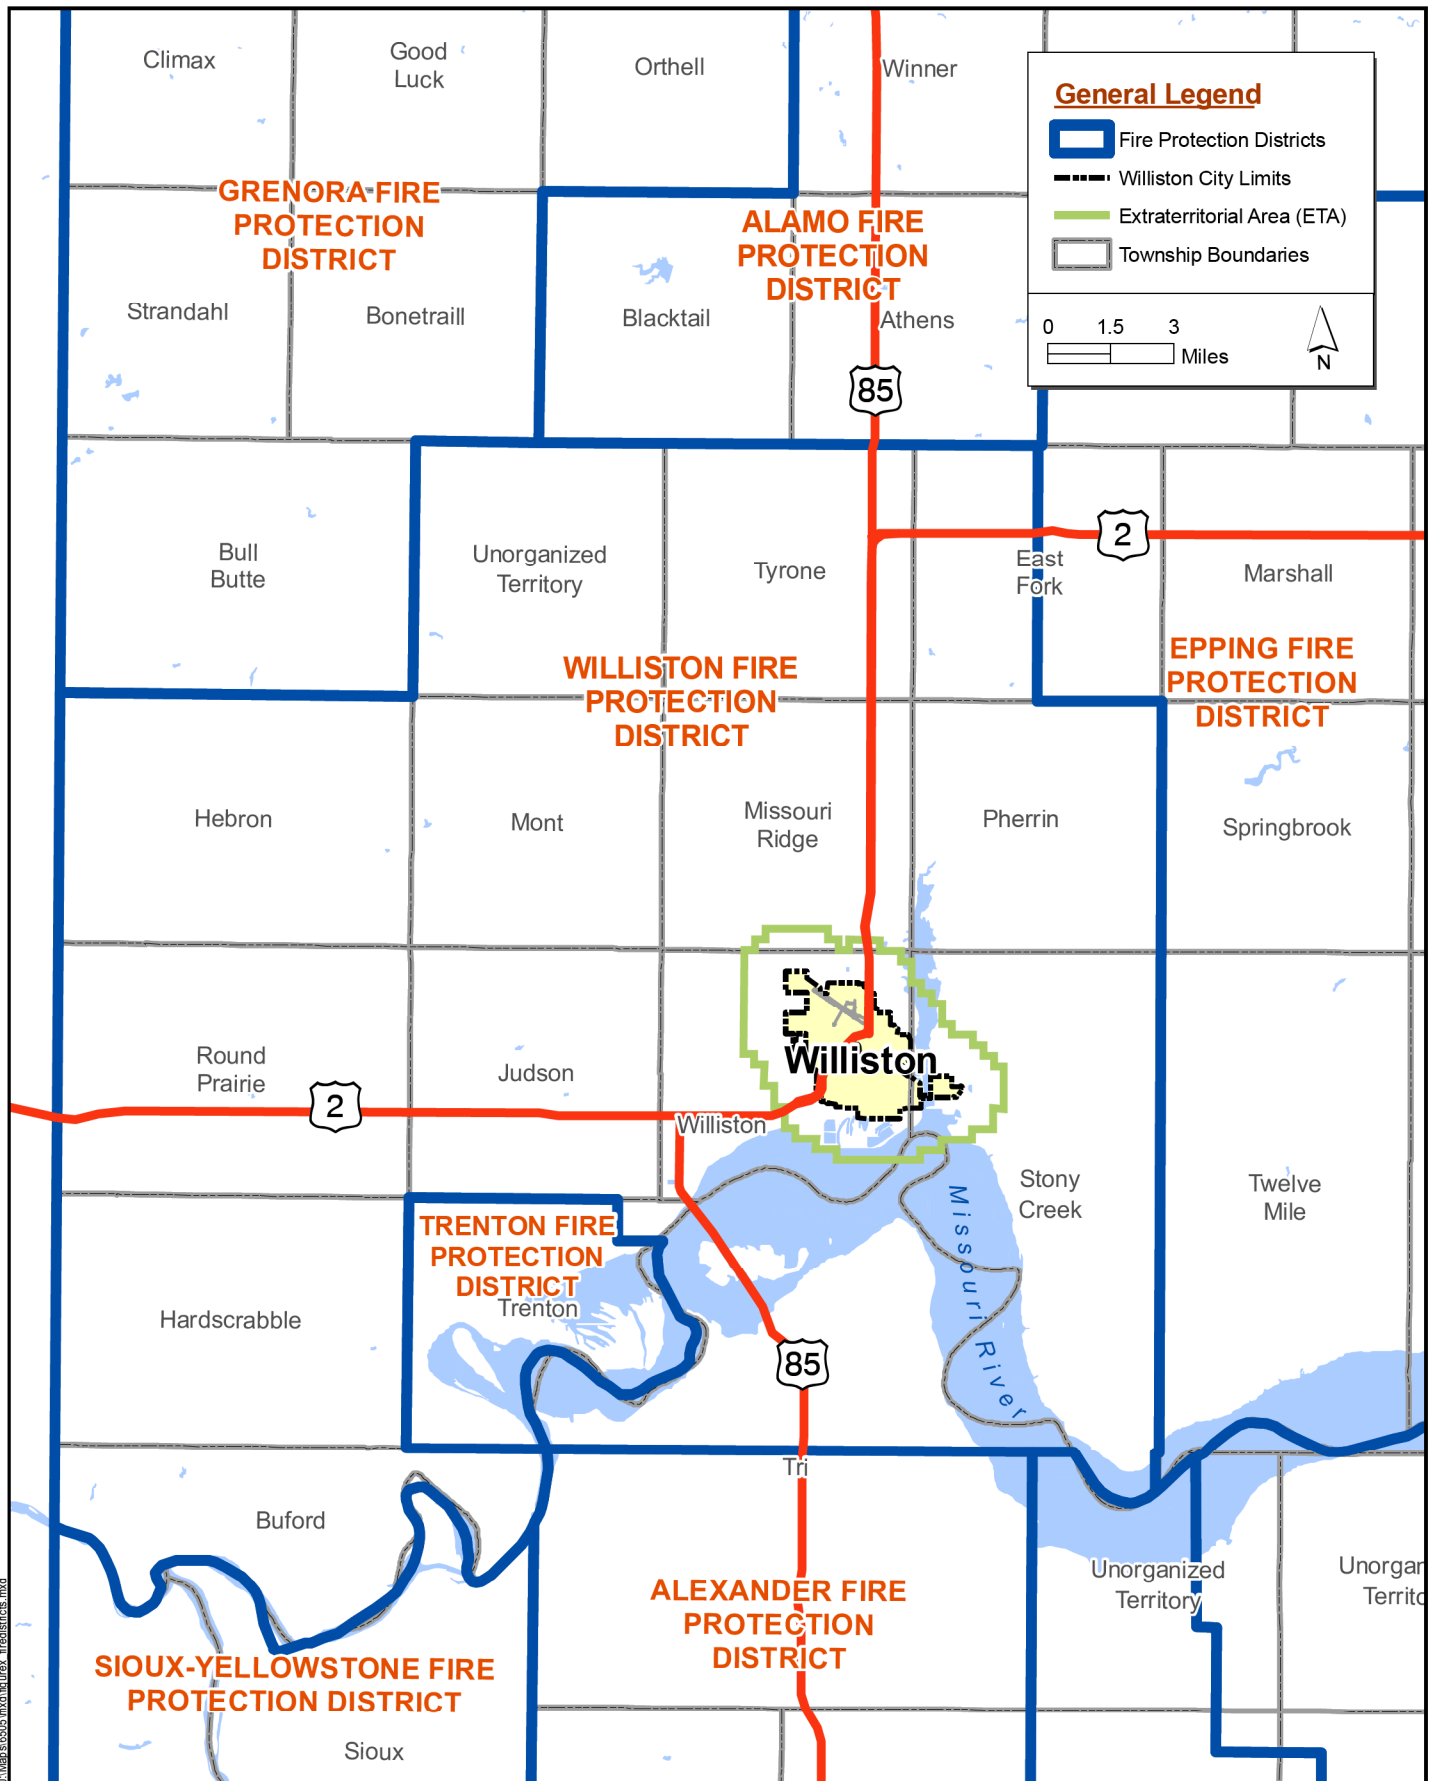 Climax
Good
Luck
Orthell
Winner
General Legend
Fire Protection Districts
Williston City Limits
Extraterritorial Area (ETA)
Township Boundaries
0 1.5 3
Miles
N
GRENORA FIRE
PROTECTION
DISTRICT
ALAMO FIRE
PROTECTION
DISTRICT
Strandahl
Bonetraill
Blacktail
Athens
85
2
Bull
Butte
Unorganized
Territory
Tyrone
East
Fork
Marshall
WILLISTON FIRE
PROTECTION
DISTRICT
EPPING FIRE
PROTECTION
DISTRICT
Hebron
Mont
Missouri
Ridge
Pherrin
Springbrook
Round
Prairie
Judson
Williston
2
Williston
Stony
Creek
Twelve
Mile
Missouri River
TRENTON FIRE
PROTECTION
DISTRICT
Trenton
Hardscrabble
85
Tri
Buford
Unorganized
Territory
Unorgan
Territo
ALEXANDER FIRE
PROTECTION
DISTRICT
SIOUX-YELLOWSTONE FIRE
PROTECTION DISTRICT
Sioux